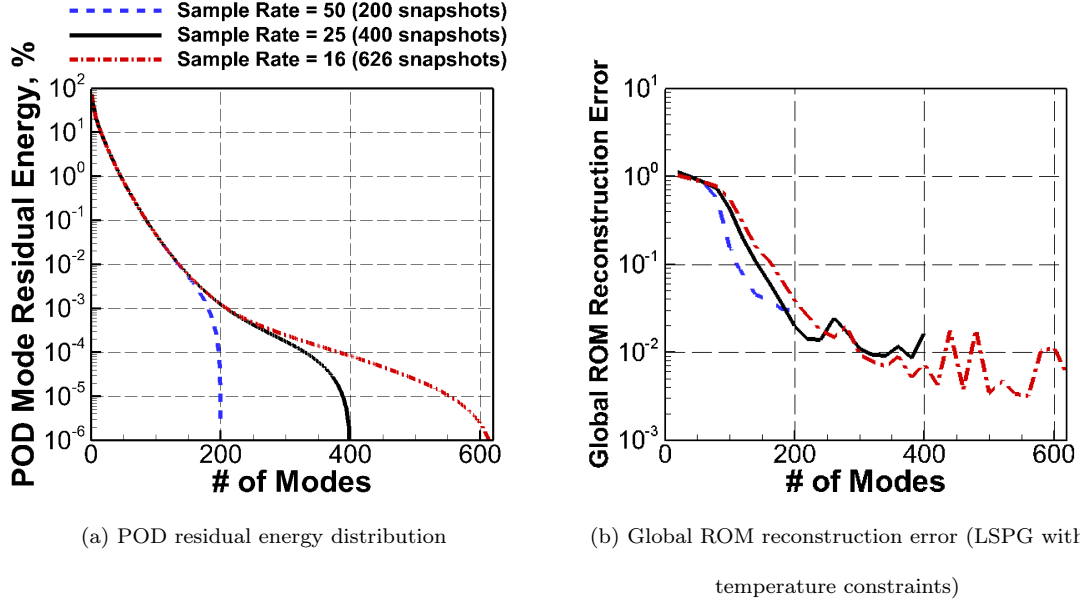 Sample Rate = 50 (200 snapshots)
Sample Rate = 25 (400 snapshots)
Sample Rate = 16 (626 snapshots)
POD Mode Residual Energy, %
10^2
10^1
10^0
10^-1
10^-2
10^-3
10^-4
10^-5
10^-6
0 200 400 600
# of Modes
(a) POD residual energy distribution
Global ROM Reconstruction Error
10^1
10^0
10^-1
10^-2
10^-3
0 200 400 600
# of Modes
(b) Global ROM reconstruction error (LSPG with
temperature constraints)